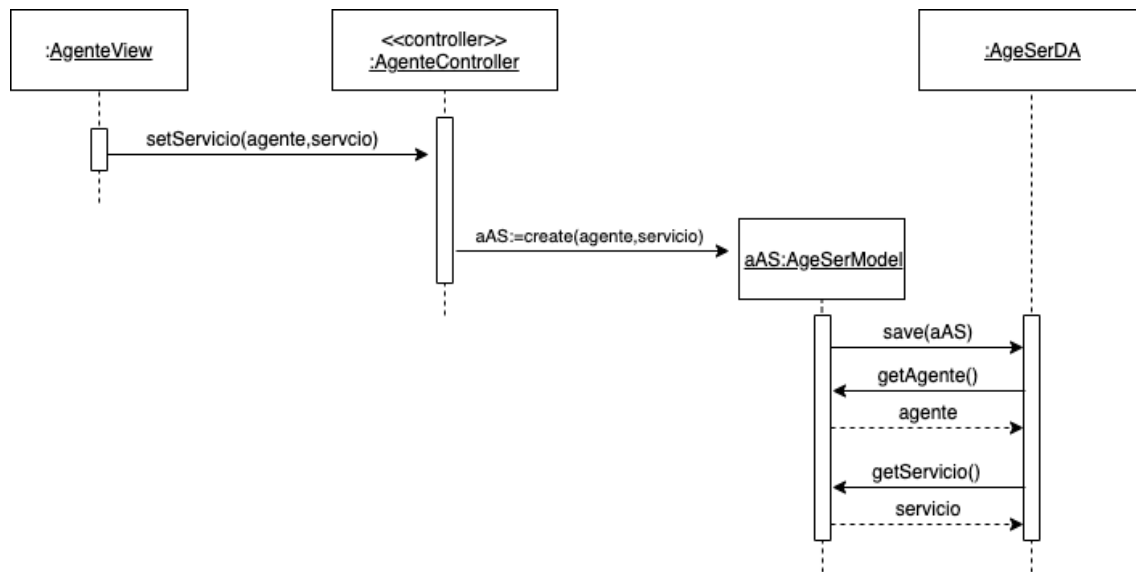 :AgenteView
<<controller>>
:AgenteController
:AgeSerDA
setServicio(agente,servcio)
aAS:=create(agente,servicio)
aAS:AgeSerModel
save(aAS)
getAgente()
agente
getServicio()
servicio